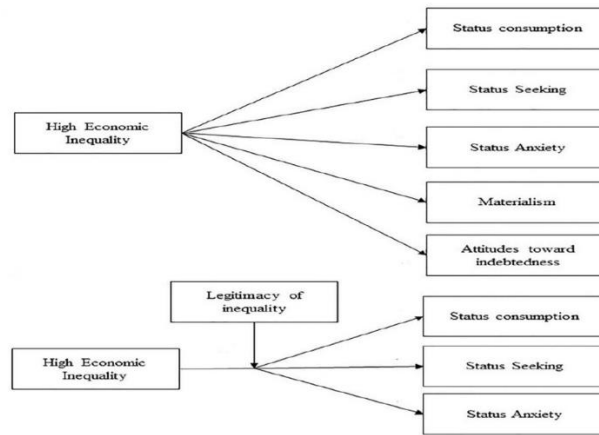 Status consumption
Status Seeking
High Economic
Inequality
Status Anxiety
Materialism
Attitudes toward
indebtedness
Legitimacy of
inequality
Status consumption
High Economic
Inequality
Status Seeking
Status Anxiety